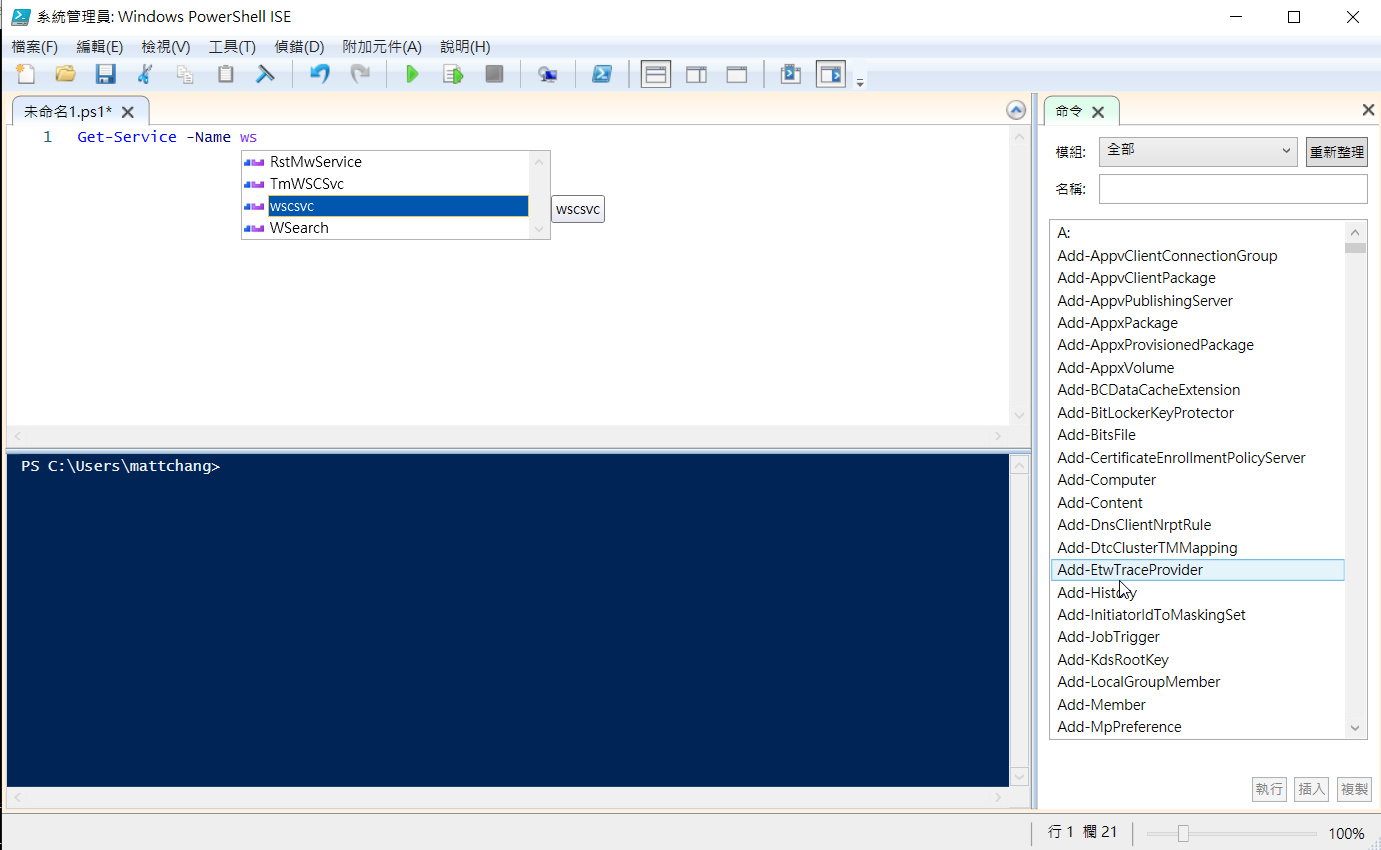 系統管理員: Windows PowerShell ISE
檔案(F) 編輯(E) 檢視(V) 工具(T) 偵錯(D) 附加元件(A) 說明(H)
未命名1.ps1*
1 Get-Service -Name ws
RstMwService
TmWSCSvc
wscsvc
wscsvc
WSearch
PS C:\Users\mattchang>
命令
模組: 全部 重新整理
名稱:
A:
Add-AppvClientConnectionGroup
Add-AppvClientPackage
Add-AppvPublishingServer
Add-AppxPackage
Add-AppxProvisionedPackage
Add-AppxVolume
Add-BCDataCacheExtension
Add-BitLockerKeyProtector
Add-BitsFile
Add-CertificateEnrollmentPolicyServer
Add-Computer
Add-Content
Add-DnsClientNrptRule
Add-DtcClusterTMMapping
Add-EtwTraceProvider
Add-History
Add-InitiatorIdToMaskingSet
Add-JobTrigger
Add-KdsRootKey
Add-LocalGroupMember
Add-Member
Add-MpPreference
執行 插入 複製
行 1 欄 21 100%